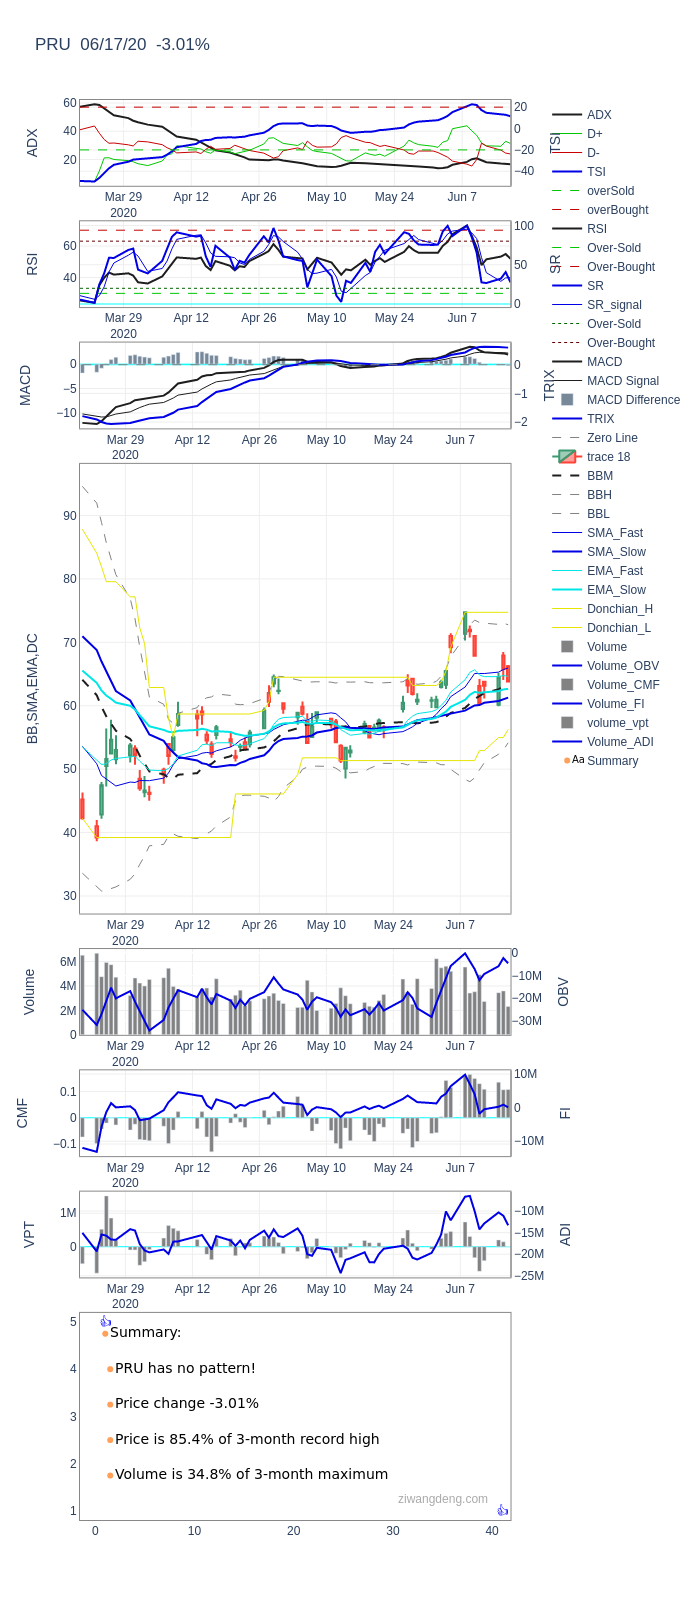 PRU  06/17/20  -3.01%
60
40
20
ADX
20
0
−20
−40
TSI
Mar 29
2020
Apr 12
Apr 26
May 10
May 24
Jun 7
60
40
RSI
100
50
0
SR
Mar 29
2020
Apr 12
Apr 26
May 10
May 24
Jun 7
0
−5
−10
MACD
0
−1
−2
TRIX
Mar 29
2020
Apr 12
Apr 26
May 10
May 24
Jun 7
90
80
70
60
50
40
30
BB,SMA,EMA,DC
Mar 29
2020
Apr 12
Apr 26
May 10
May 24
Jun 7
6M
4M
2M
0
Volume
0
−10M
−20M
−30M
OBV
Mar 29
2020
Apr 12
Apr 26
May 10
May 24
Jun 7
0.1
0
−0.1
CMF
10M
0
−10M
FI
Mar 29
2020
Apr 12
Apr 26
May 10
May 24
Jun 7
1M
0
VPT
−10M
−15M
−20M
−25M
ADI
Mar 29
2020
Apr 12
Apr 26
May 10
May 24
Jun 7
5
4
3
2
1
👍
Summary:
PRU has no pattern!
Price change -3.01%
Price is 85.4% of 3-month record high
Volume is 34.8% of 3-month maximum
ziwangdeng.com
👍
0
10
20
30
40
ADX
D+
D-
TSI
overSold
overBought
RSI
Over-Sold
Over-Bought
SR
SR_signal
Over-Sold
Over-Bought
MACD
MACD Signal
MACD Difference
TRIX
Zero Line
trace 18
BBM
BBH
BBL
SMA_Fast
SMA_Slow
EMA_Fast
EMA_Slow
Donchian_H
Donchian_L
Volume
Volume_OBV
Volume_CMF
Volume_FI
volume_vpt
Volume_ADI
Aa Summary